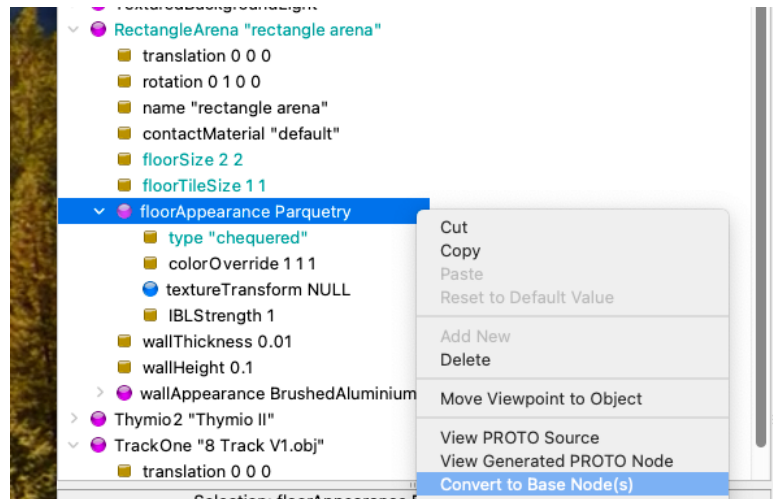 TexturedBackgroundLight
RectangleArena "rectangle arena"
translation 0 0 0
rotation 0 1 0 0
name "rectangle arena"
contactMaterial "default"
floorSize 2 2
floorTileSize 1 1
floorAppearance Parquetry
type "chequered"
colorOverride 1 1 1
textureTransform NULL
IBLStrength 1
wallThickness 0.01
wallHeight 0.1
wallAppearance BrushedAluminium
Thymio2 "Thymio II"
TrackOne "8 Track V1.obj"
translation 0 0 0
Selection: floorAppearance
Cut
Copy
Paste
Reset to Default Value
Add New
Delete
Move Viewpoint to Object
View PROTO Source
View Generated PROTO Node
Convert to Base Node(s)